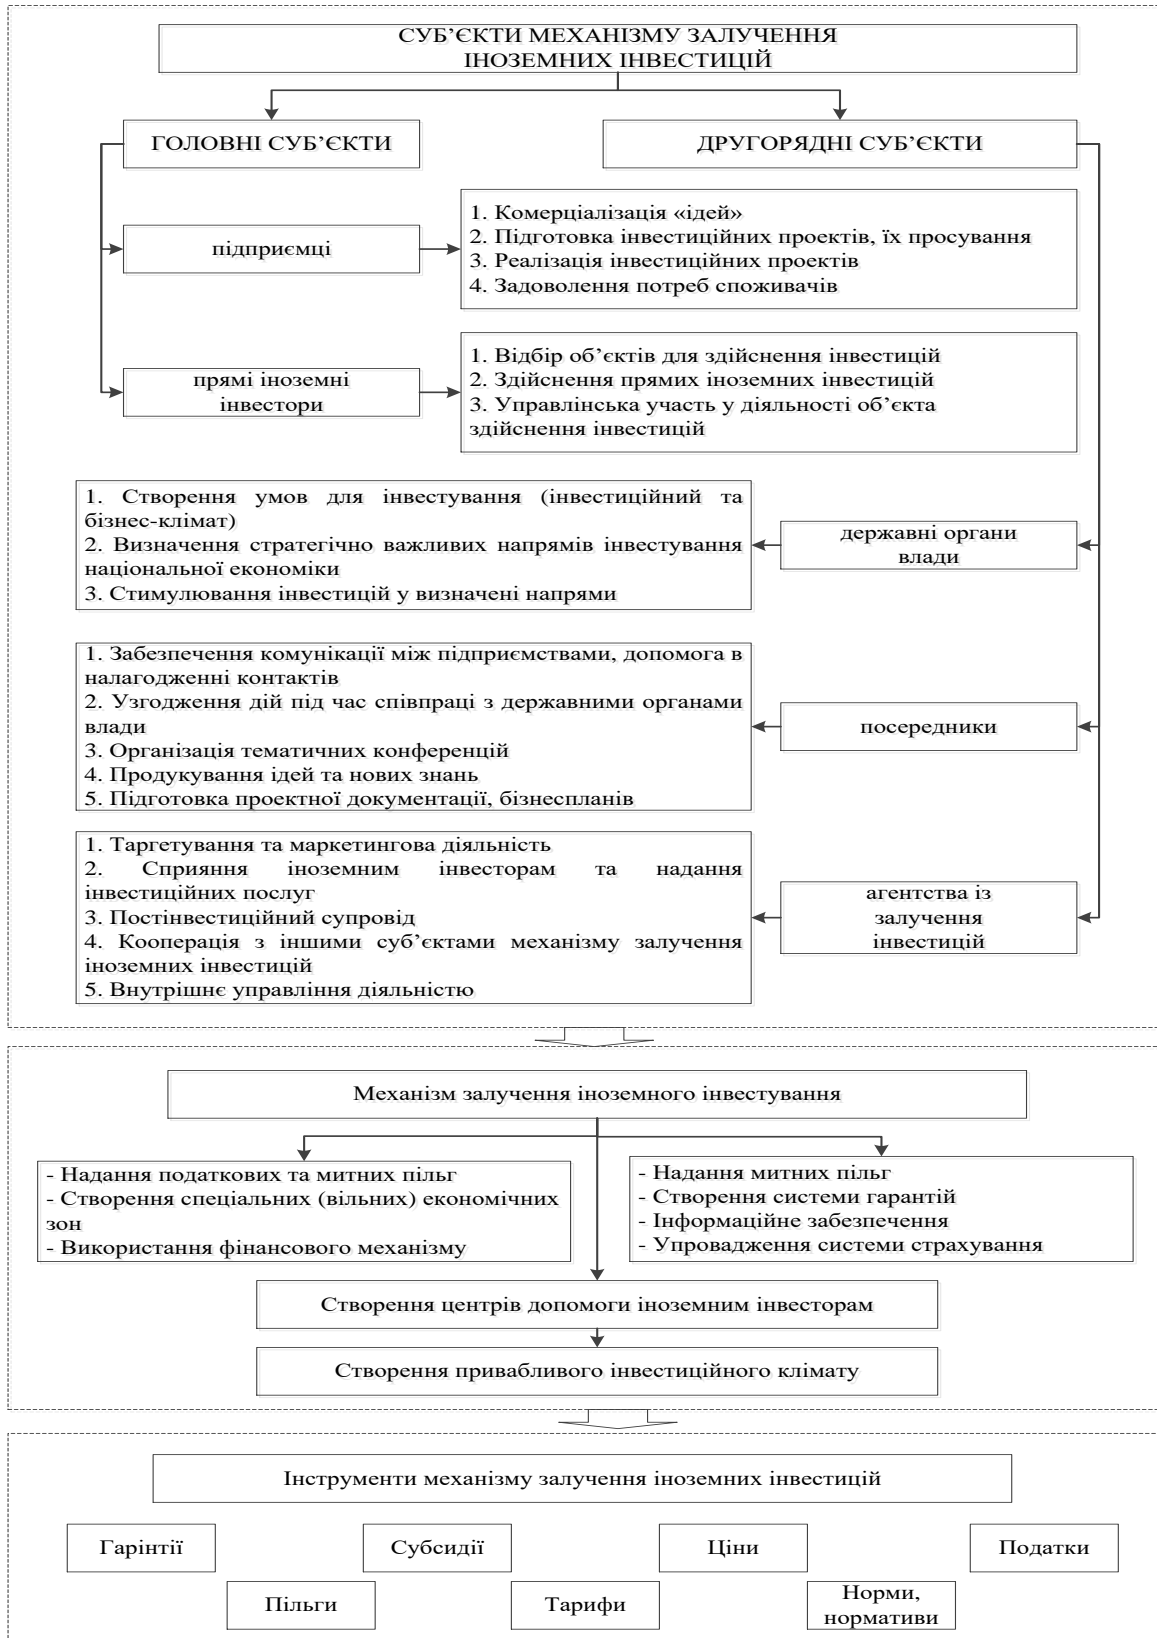 СУБ’ЄКТИ МЕХАНІЗМУ ЗАЛУЧЕННЯ
ІНОЗЕМНИХ ІНВЕСТИЦІЙ
ГОЛОВНІ СУБ’ЄКТИ
ДРУГОРЯДНІ СУБ’ЄКТИ
підприємці
1. Комерціалізація «ідей»
2. Підготовка інвестиційних проектів, їх просування
3. Реалізація інвестиційних проектів
4. Задоволення потреб споживачів
прямі іноземні
інвестори
1. Відбір об’єктів для здійснення інвестицій
2. Здійснення прямих іноземних інвестицій
3. Управлінська участь у діяльності об’єкта
здійснення інвестицій
1. Створення умов для інвестування (інвестиційний та
бізнес-клімат)
2. Визначення стратегічно важливих напрямів інвестування
національної економіки
3. Стимулювання інвестицій у визначені напрями
державні органи
влади
1. Забезпечення комунікації між підприємствами, допомога в
налагодженні контактів
2. Узгодження дій під час співпраці з державними органами
влади
3. Організація тематичних конференцій
4. Продукування ідей та нових знань
5. Підготовка проектної документації, бізнеспланів
посередники
1. Таргетування та маркетингова діяльність
2. Сприяння іноземним інвесторам та надання
інвестиційних послуг
3. Постінвестиційний супровід
4. Кооперація з іншими суб’єктами механізму залучення
іноземних інвестицій
5. Внутрішнє управління діяльністю
агентства із
залучення
інвестицій
Механізм залучення іноземного інвестування
- Надання податкових та митних пільг
- Створення спеціальних (вільних) економічних
зон
- Використання фінансового механізму
- Надання митних пільг
- Створення системи гарантій
- Інформаційне забезпечення
- Упровадження системи страхування
Створення центрів допомоги іноземним інвесторам
Створення привабливого інвестиційного клімату
Інструменти механізму залучення іноземних інвестицій
Гарінтії
Субсидії
Ціни
Податки
Пільги
Тарифи
Норми,
нормативи